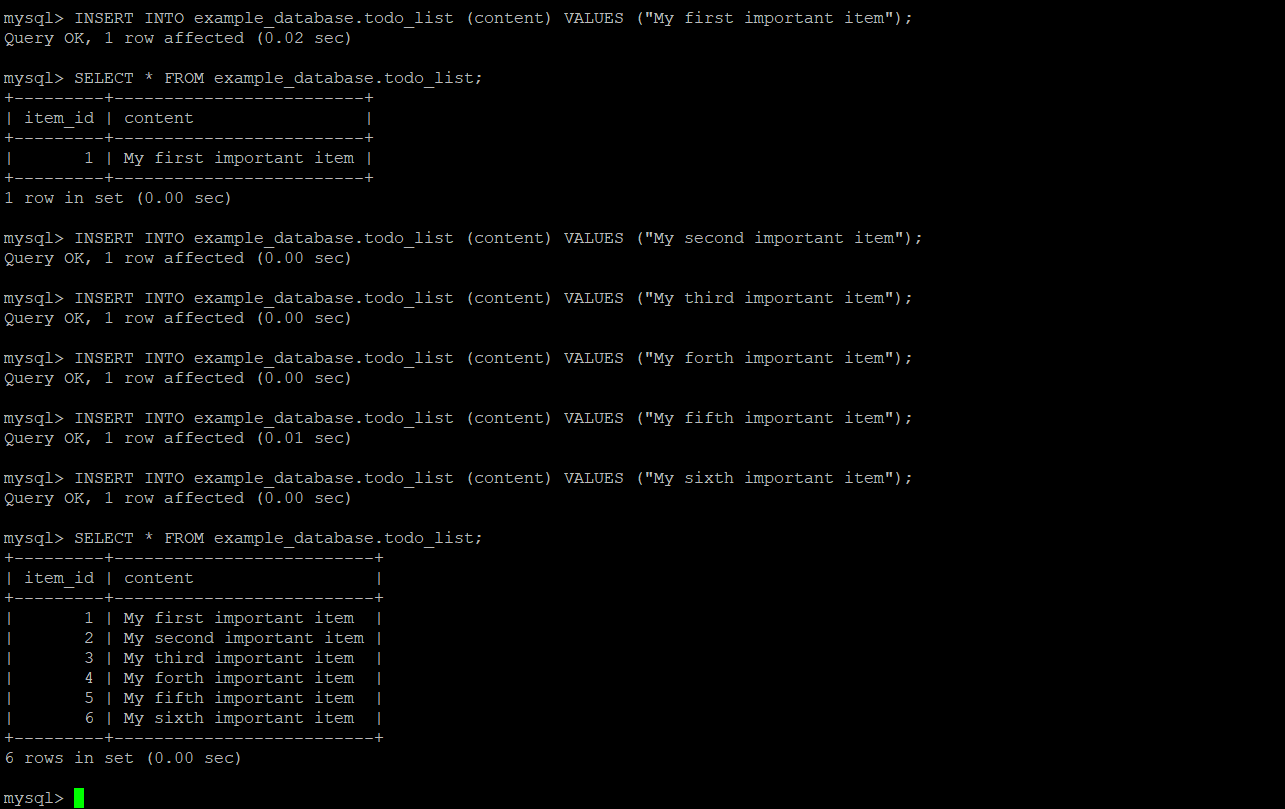 mysql> INSERT INTO example_database.todo_list (content) VALUES ("My first important item");
Query OK, 1 row affected (0.02 sec)
mysql> SELECT * FROM example_database.todo_list;
+---------+-------------------------+
| item_id | content                 |
+---------+-------------------------+
|       1 | My first important item |
+---------+-------------------------+
1 row in set (0.00 sec)
mysql> INSERT INTO example_database.todo_list (content) VALUES ("My second important item");
Query OK, 1 row affected (0.00 sec)
mysql> INSERT INTO example_database.todo_list (content) VALUES ("My third important item");
Query OK, 1 row affected (0.00 sec)
mysql> INSERT INTO example_database.todo_list (content) VALUES ("My forth important item");
Query OK, 1 row affected (0.00 sec)
mysql> INSERT INTO example_database.todo_list (content) VALUES ("My fifth important item");
Query OK, 1 row affected (0.01 sec)
mysql> INSERT INTO example_database.todo_list (content) VALUES ("My sixth important item");
Query OK, 1 row affected (0.00 sec)
mysql> SELECT * FROM example_database.todo_list;
+---------+--------------------------+
| item_id | content                  |
+---------+--------------------------+
|       1 | My first important item  |
|       2 | My second important item |
|       3 | My third important item  |
|       4 | My forth important item  |
|       5 | My fifth important item  |
|       6 | My sixth important item  |
+---------+--------------------------+
6 rows in set (0.00 sec)
mysql>